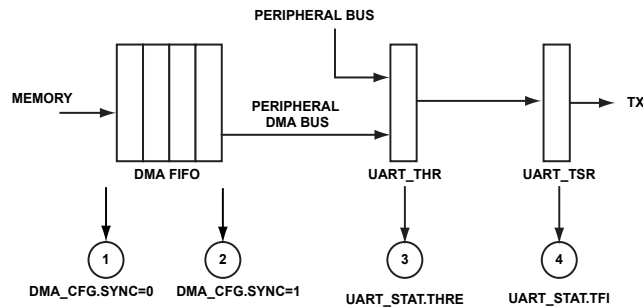 PERIPHERAL BUS
MEMORY
PERIPHERAL
DMA BUS
TX
DMA FIFO
UART_THR
UART_TSR
1
2
3
4
DMA_CFG.SYNC=0
DMA_CFG.SYNC=1
UART_STAT.THRE
UART_STAT.TFI